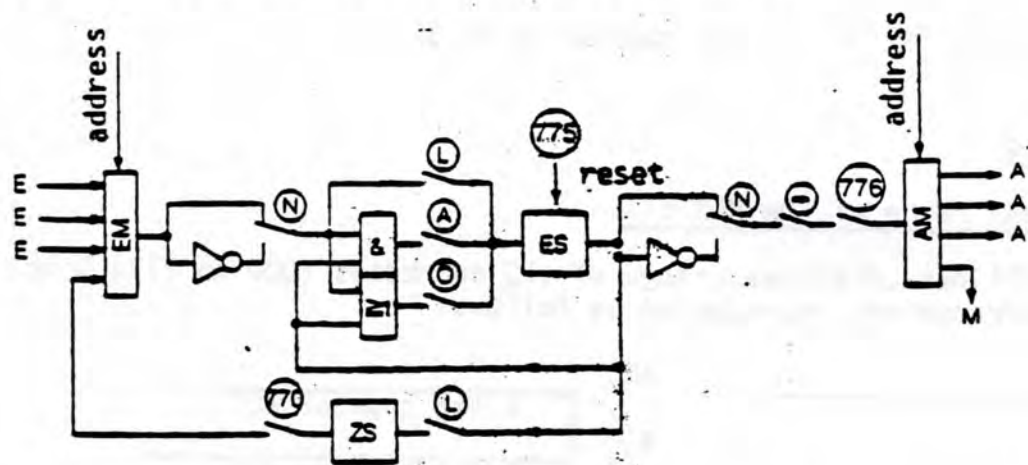 address
address
E
E
E
EM
N
L
A
Ö
&
≥1
775
reset
ES
N
=
776
AM
A
A
A
M
770
ZS
L